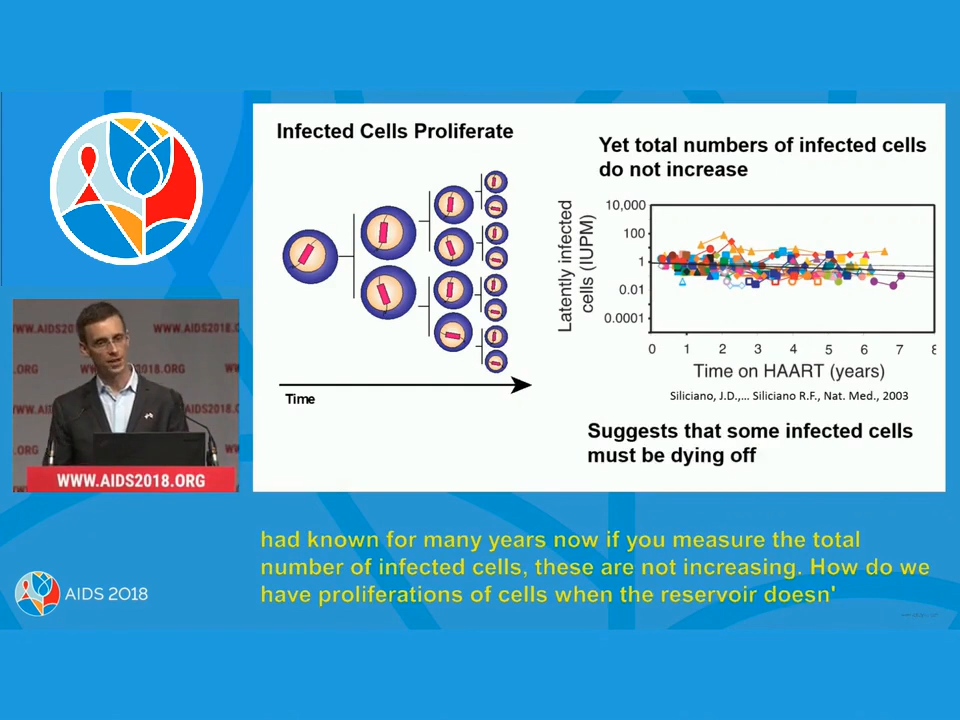 Infected Cells Proliferate
Time
Yet total numbers of infected cells
do not increase
Latently infected
cells (IUPM)
10,000
100
1
0.01
0.0001
0 1 2 3 4 5 6 7 8
Time on HAART (years)
Siliciano, J.D.,... Siliciano R.F., Nat. Med., 2003
Suggests that some infected cells
must be dying off
WWW.AIDS20
WWW.AIDS2018.
.ORG
WWW.AIDS2018.ORG
had known for many years now if you measure the total
number of infected cells, these are not increasing. How do we
have proliferations of cells when the reservoir doesn'
AIDS 2018